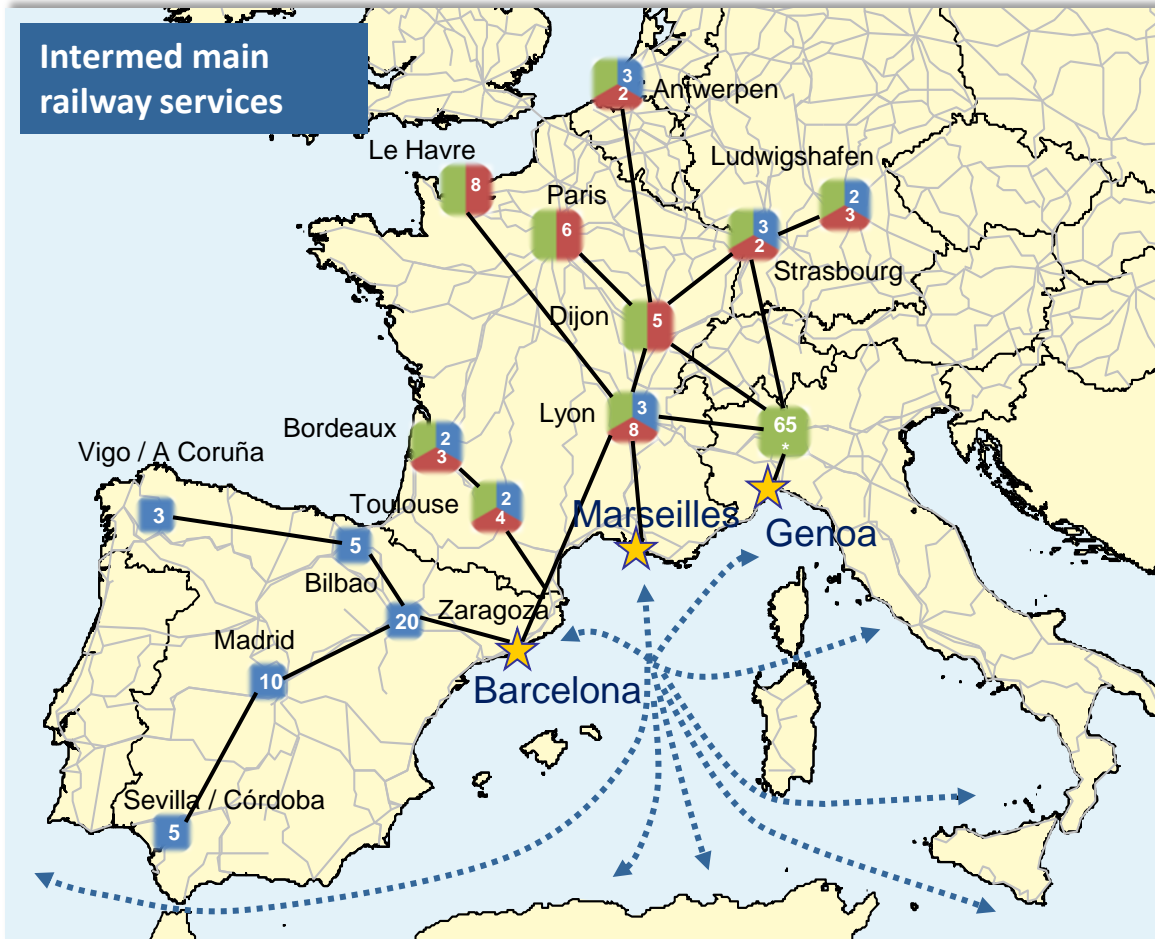 Intermed main
railway services
3
2
Antwerpen
Le Havre
8
Paris
6
Ludwigshafen
2
3
3
2
Strasbourg
Dijon
5
Lyon
3
8
65
*
Bordeaux
2
3
Vigo / A Coruña
Toulouse
2
4
3
Marseilles
Genoa
5
Bilbao
Zaragoza
20
Madrid
10
Barcelona
Sevilla / Córdoba
5